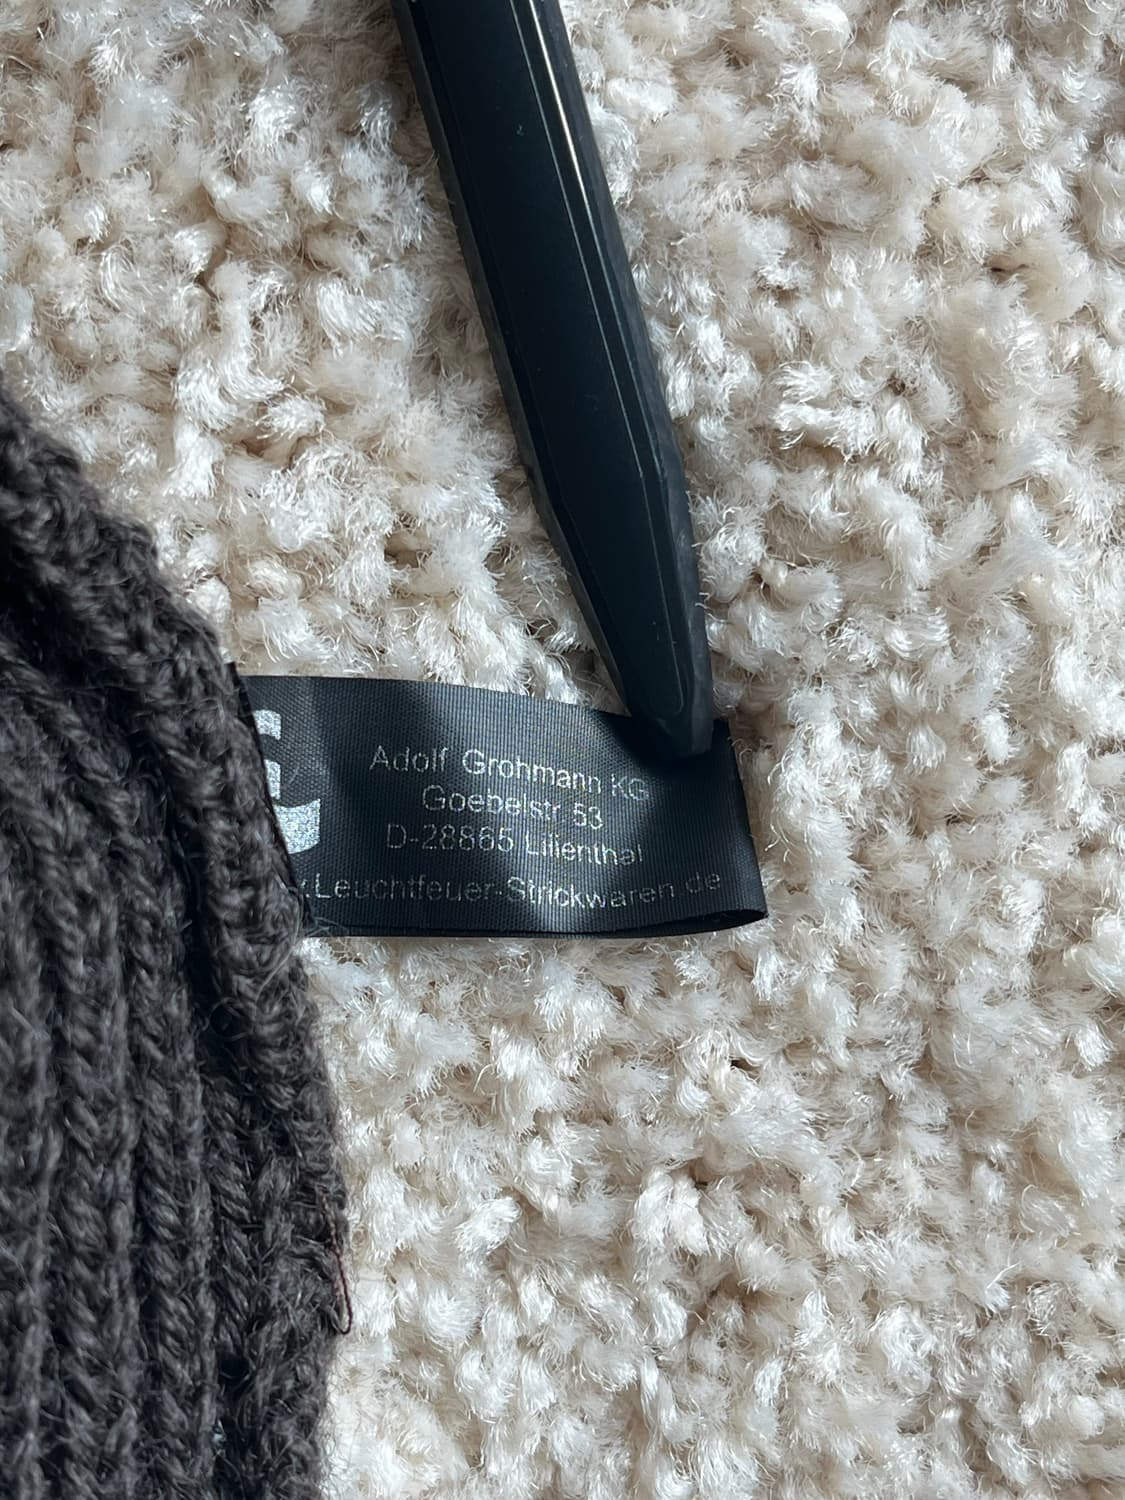 Adolf Grohmann KG
Goebelstr. 53
D-28865 Lilienthal
.Leuchtfeuer-Strickwaren.de